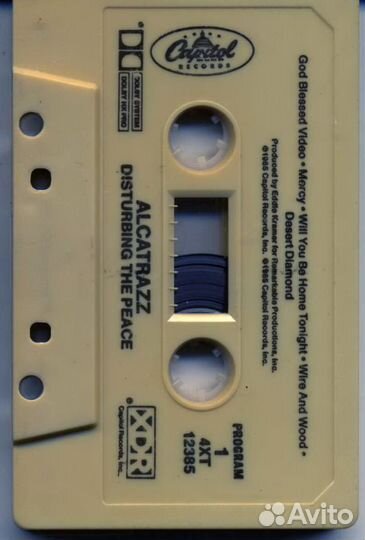 Capitol
RECORDS
DOLBY SYSTEM
DOLBY HX PRO
ALCATRAZZ
DISTURBING THE PEACE
XDR
Capitol Records, Inc.
PROGRAM
1
4XT
12385
God Blessed Video • Mercy • Will You Be Home Tonight • Wire And Wood •
Desert Diamond
Produced by Eddie Kramer for Remarkable Productions, Inc.
℗1985 Capitol Records, Inc. ©1985 Capitol Records, Inc.
Avito